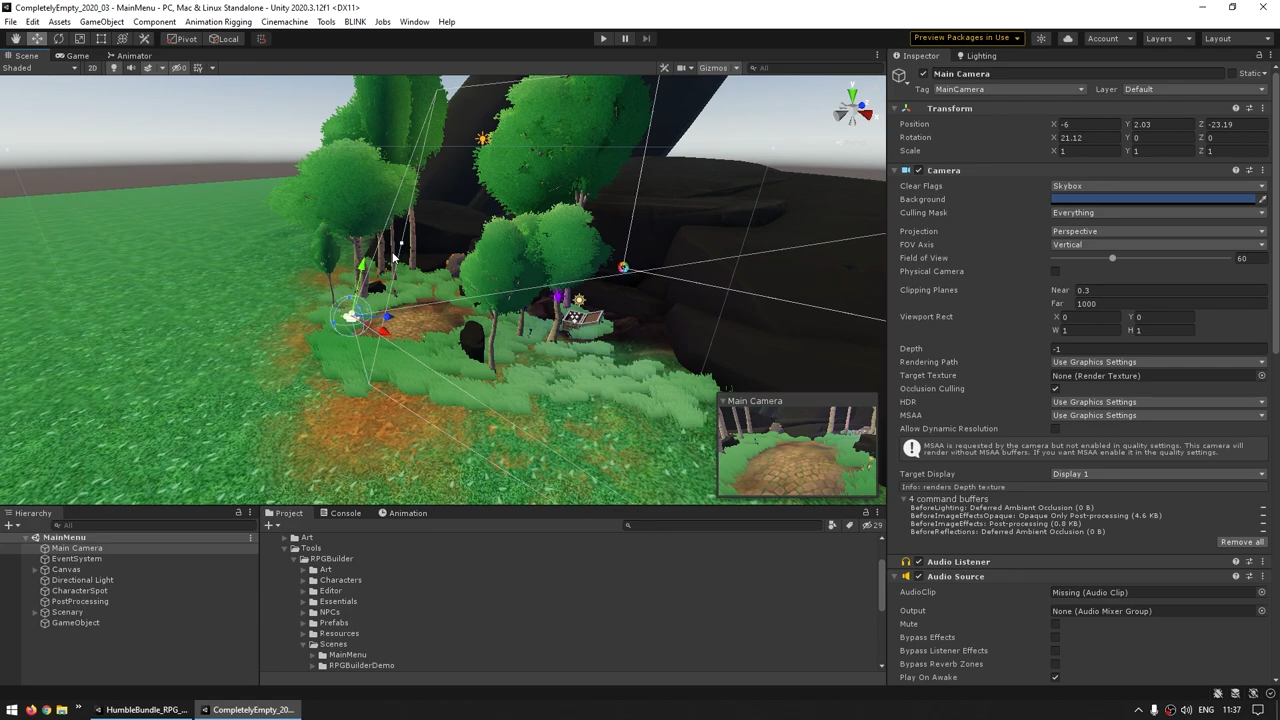 CompletelyEmpty_2020_03 - MainMenu - PC, Mac & Linux Standalone - Unity 2020.3.12f1 <DX11>
File Edit Assets GameObject Component Animation Rigging Cinemachine Tools BLINK Jobs Window Help
Pivot Local Preview Packages in Use Account Layers Layout
Scene Game Animator
Shaded 2D 0 Gizmos All
y
x
Main Camera
Hierarchy
All
MainMenu
Main Camera
EventSystem
Canvas
Directional Light
CharacterSpot
PostProcessing
Scenary
GameObject
Project Console Animation
29
Art
Tools
RPGBuilder
Art
Characters
Editor
Essentials
NPCs
Prefabs
Resources
Scenes
MainMenu
RPGBuilderDemo
Inspector Lighting
Main Camera Static
Tag MainCamera Layer Default
Transform
Position X -6 Y 2.03 Z -23.19
Rotation X 21.12 Y 0 Z 0
Scale X 1 Y 1 Z 1
Camera
Clear Flags Skybox
Background
Culling Mask Everything
Projection Perspective
FOV Axis Vertical
Field of View 60
Physical Camera
Clipping Planes Near 0.3
Far 1000
Viewport Rect X 0 Y 0
W 1 H 1
Depth -1
Rendering Path Use Graphics Settings
Target Texture None (Render Texture)
Occlusion Culling
HDR Use Graphics Settings
MSAA Use Graphics Settings
Allow Dynamic Resolution
MSAA is requested by the camera but not enabled in quality settings. This camera will
render without MSAA buffers. If you want MSAA enable it in the quality settings.
Target Display Display 1
Info: renders Depth texture
4 command buffers
BeforeLighting: Deferred Ambient Occlusion (0 B)
BeforeImageEffectsOpaque: Opaque Only Post-processing (4.6 KB)
BeforeImageEffects: Post-processing (0.8 KB)
BeforeReflections: Deferred Ambient Occlusion (0 B)
Remove all
Audio Listener
Audio Source
AudioClip Missing (Audio Clip)
Output None (Audio Mixer Group)
Mute
Bypass Effects
Bypass Listener Effects
Bypass Reverb Zones
Play On Awake
HumbleBundle_RPG_... CompletelyEmpty_20... ENG 11:37